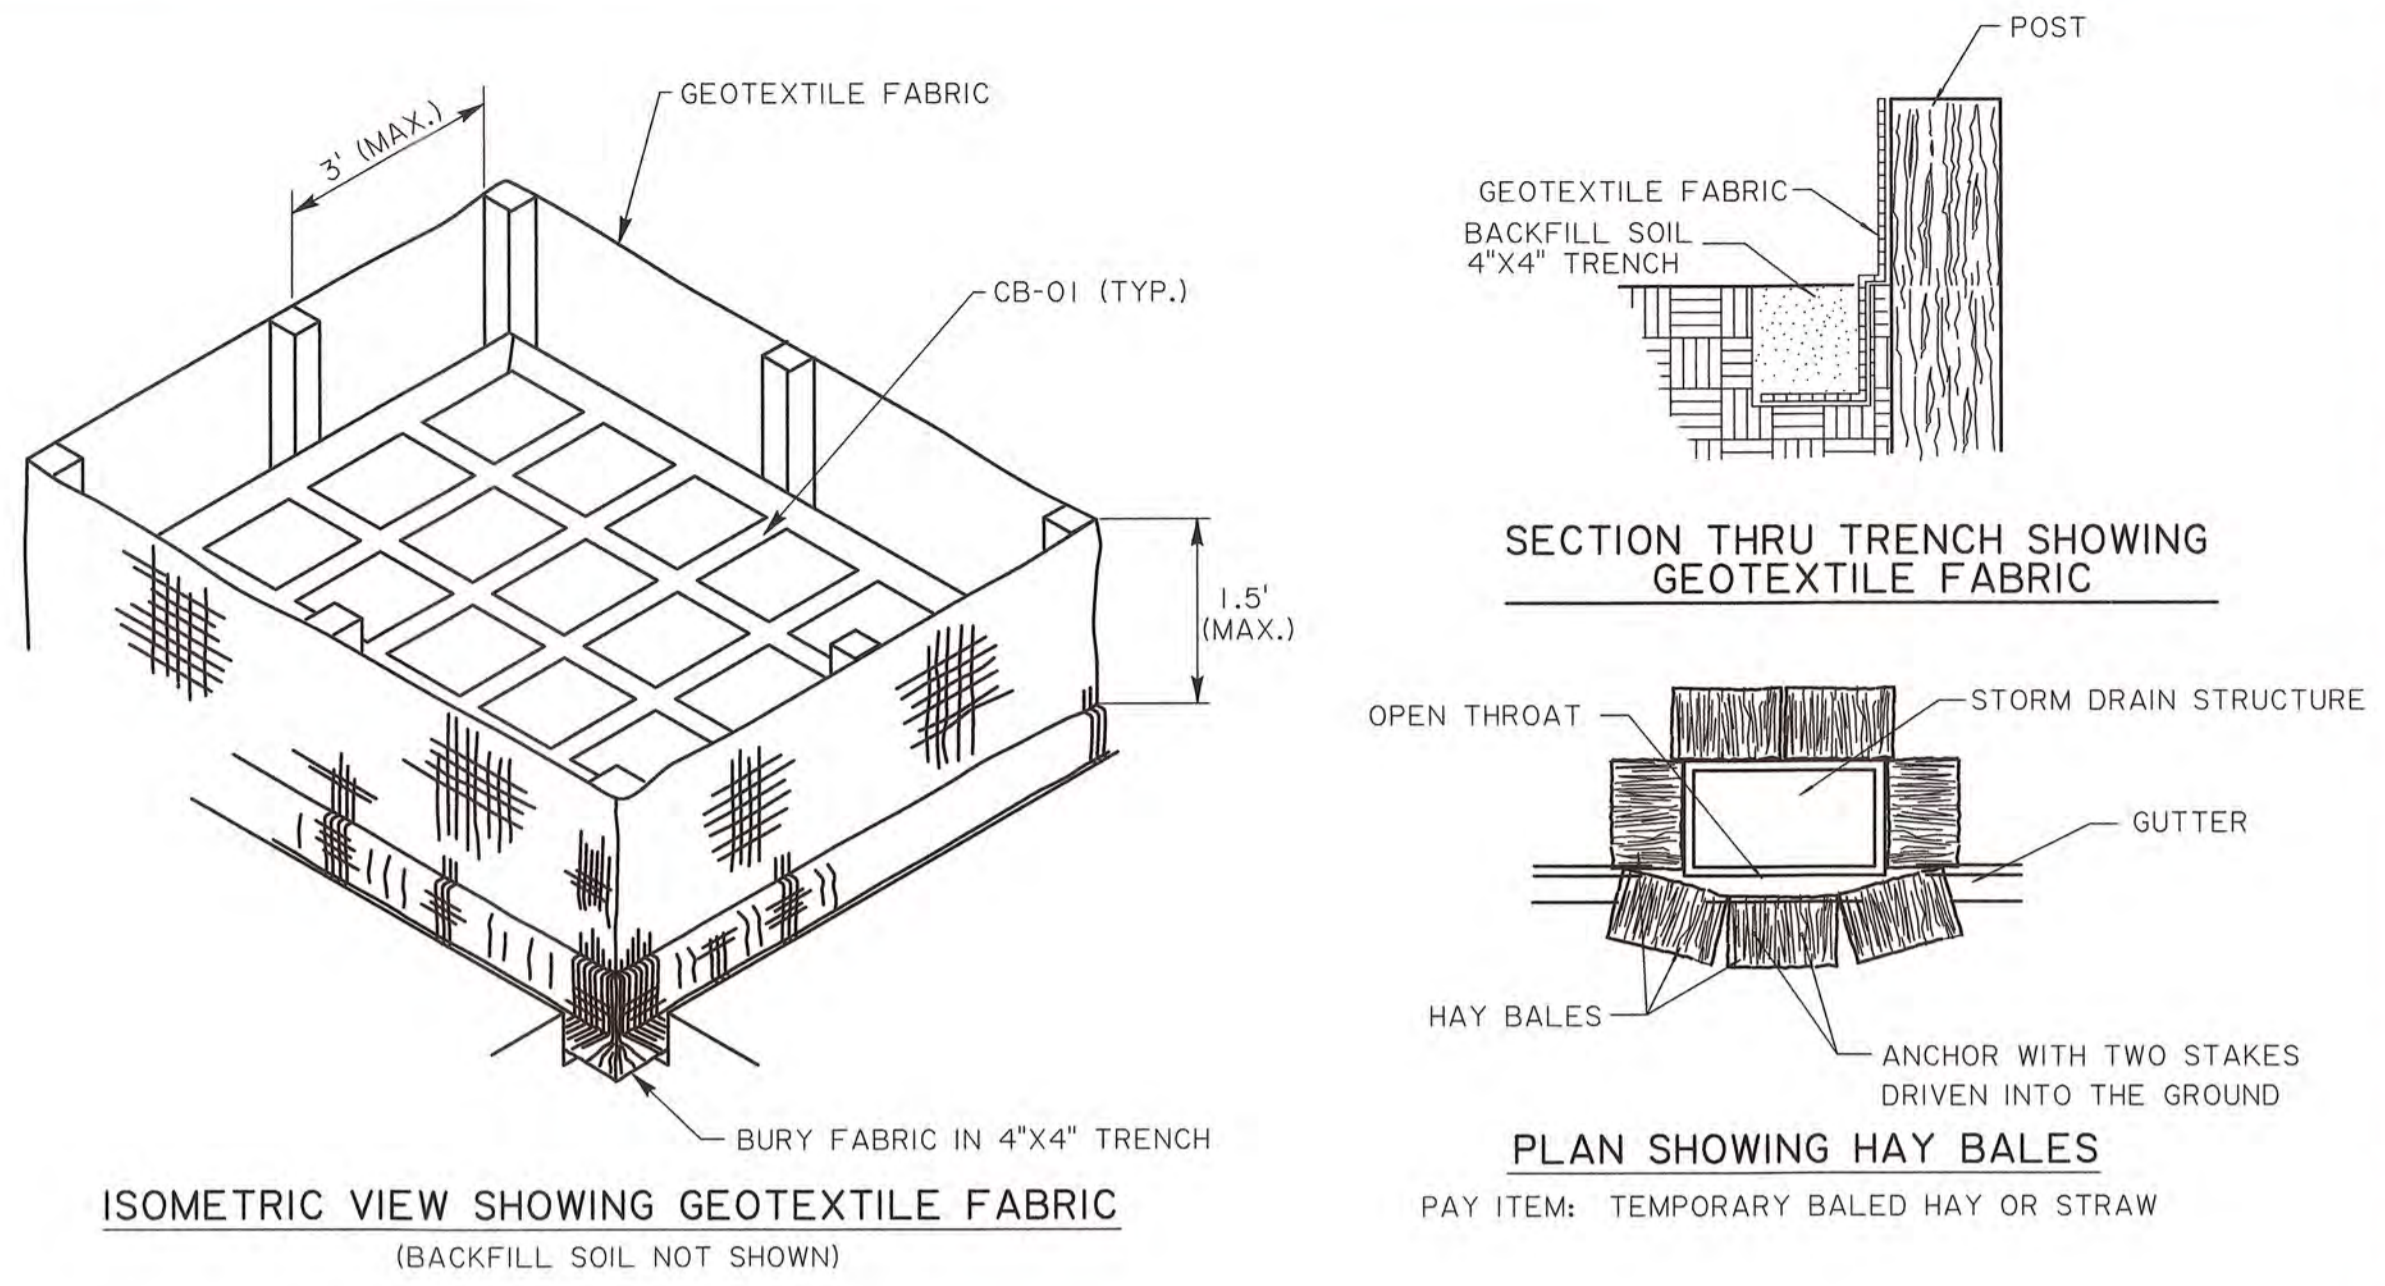 GEOTEXTILE FABRIC
3' (MAX.)
CB-01 (TYP.)
1.5'
(MAX.)
BURY FABRIC IN 4"X4" TRENCH
ISOMETRIC VIEW SHOWING GEOTEXTILE FABRIC
(BACKFILL SOIL NOT SHOWN)
POST
GEOTEXTILE FABRIC
BACKFILL SOIL
4"X4" TRENCH
SECTION THRU TRENCH SHOWING
GEOTEXTILE FABRIC
OPEN THROAT
STORM DRAIN STRUCTURE
GUTTER
HAY BALES
ANCHOR WITH TWO STAKES
DRIVEN INTO THE GROUND
PLAN SHOWING HAY BALES
PAY ITEM: TEMPORARY BALED HAY OR STRAW